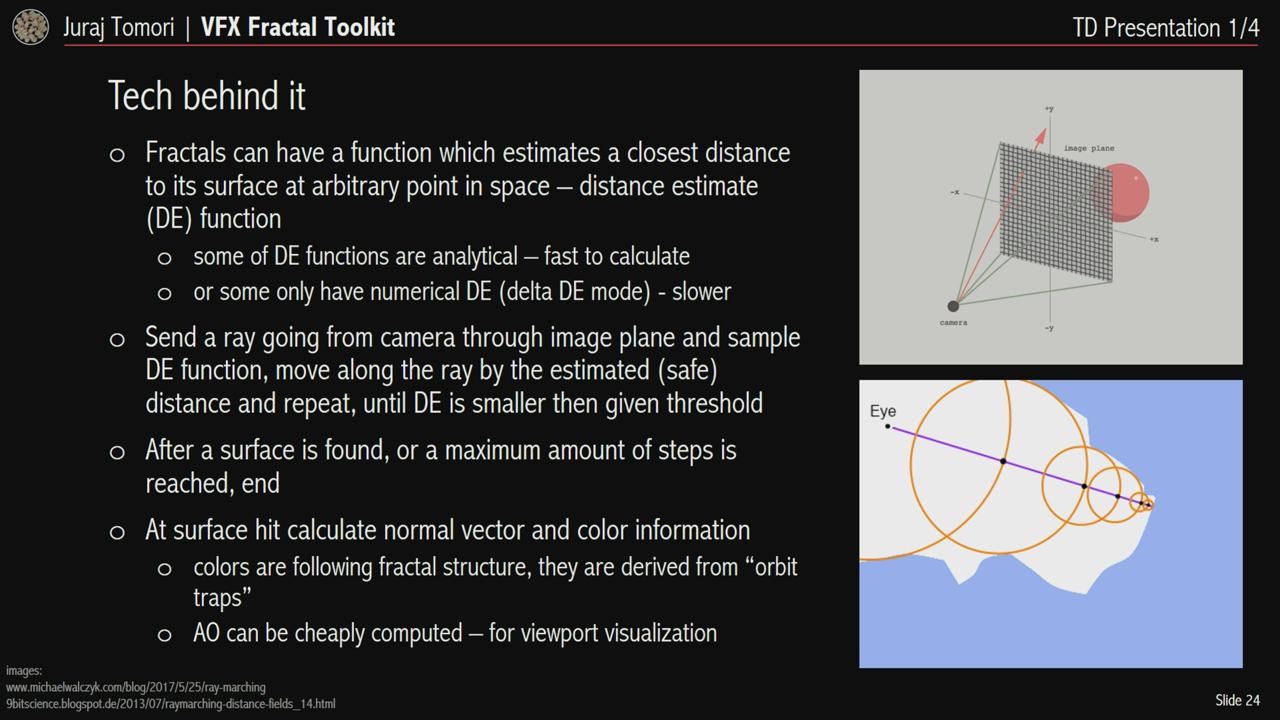 Juraj Tomori | VFX Fractal Toolkit
TD Presentation 1/4
Tech behind it
o Fractals can have a function which estimates a closest distance
to its surface at arbitrary point in space – distance estimate
(DE) function
o some of DE functions are analytical – fast to calculate
o or some only have numerical DE (delta DE mode) - slower
o Send a ray going from camera through image plane and sample
DE function, move along the ray by the estimated (safe)
distance and repeat, until DE is smaller then given threshold
o After a surface is found, or a maximum amount of steps is
reached, end
o At surface hit calculate normal vector and color information
o colors are following fractal structure, they are derived from “orbit
traps”
o AO can be cheaply computed – for viewport visualization
+y
image plane
-x
+x
camera
-y
Eye
images:
www.michaelwalczyk.com/blog/2017/5/25/ray-marching
9bitscience.blogspot.de/2013/07/raymarching-distance-fields_14.html
Slide 24